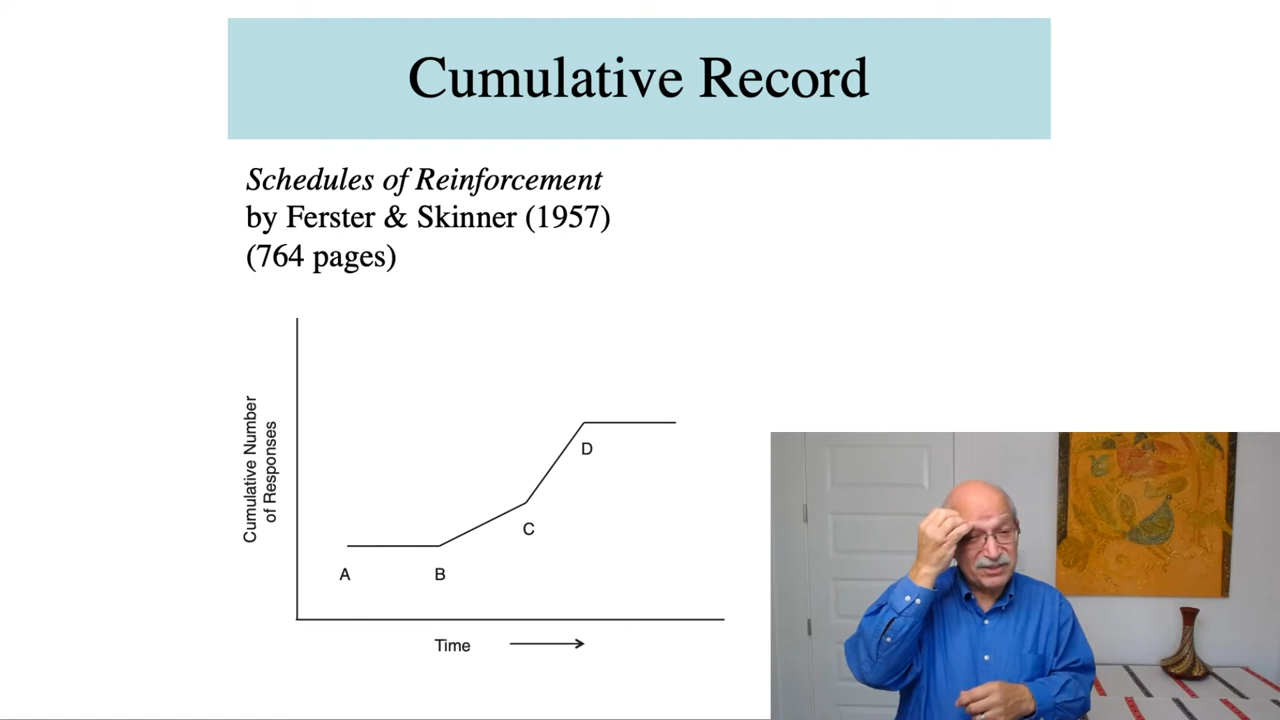 Cumulative Record
Schedules of Reinforcement
by Ferster & Skinner (1957)
(764 pages)
Cumulative Number
of Responses
A
B
C
D
Time